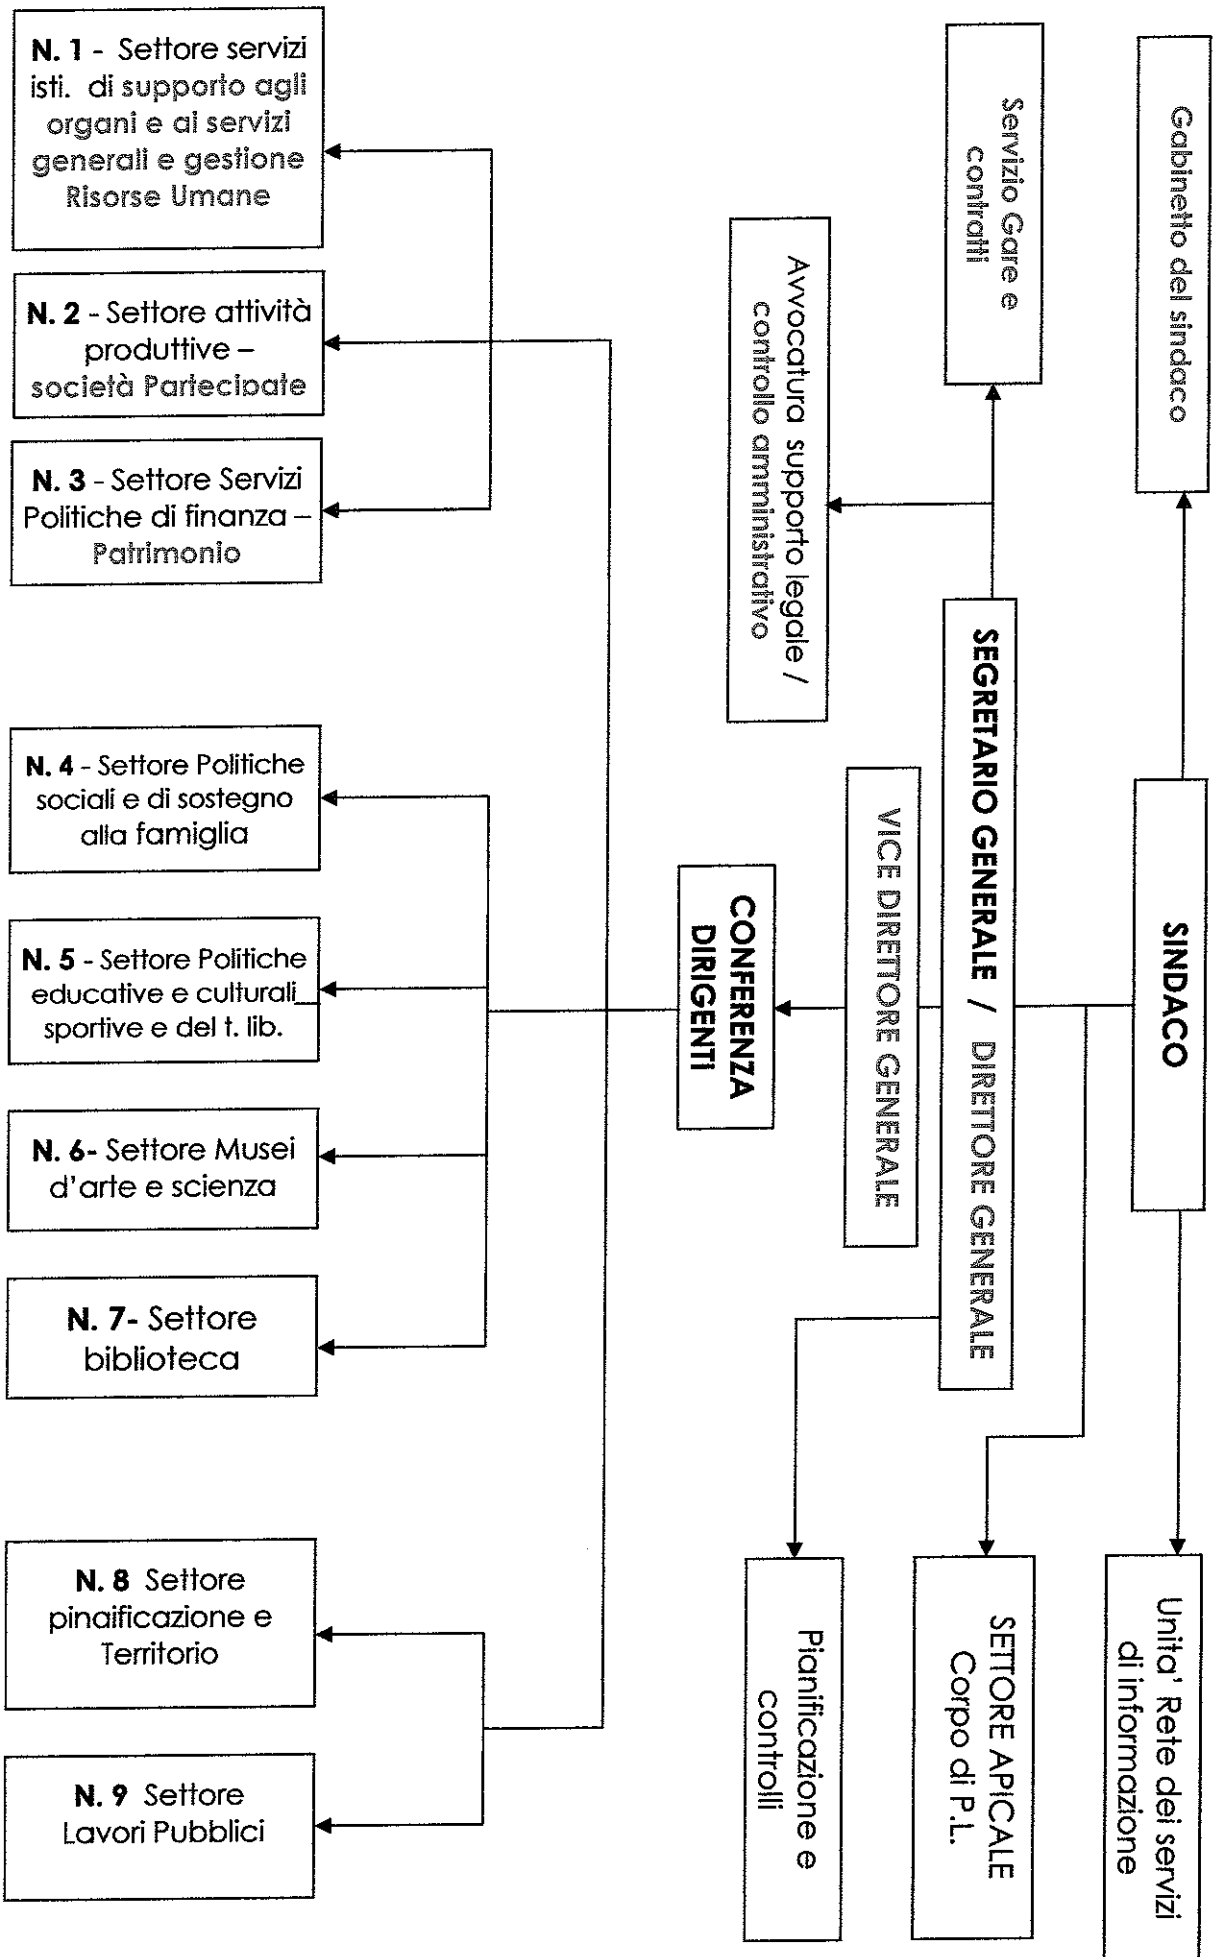 Gabinetto del sindaco
SINDACO
Unita' Rete dei servizi
di informazione
Servizio Gare e
contratti
SEGRETARIO GENERALE / DIRETTORE GENERALE
SETTORE APICALE
Corpo di P.L.
Avvocatura supporto legale /
controllo amministrativo
VICE DIRETTORE GENERALE
Pianificazione e
controlli
CONFERENZA
DIRIGENTI
N. 1 - Settore servizi
isti. di supporto agli
organi e ai servizi
generali e gestione
Risorse Umane
N. 2 - Settore attività
produttive –
società Partecipate
N. 3 - Settore Servizi
Politiche di finanza –
Patrimonio
N. 4 - Settore Politiche
sociali e di sostegno
alla famiglia
N. 5 - Settore Politiche
educative e culturali_
sportive e del t. lib.
N. 6- Settore Musei
d'arte e scienza
N. 7- Settore
biblioteca
N. 8 Settore
pinaificazione e
Territorio
N. 9 Settore
Lavori Pubblici